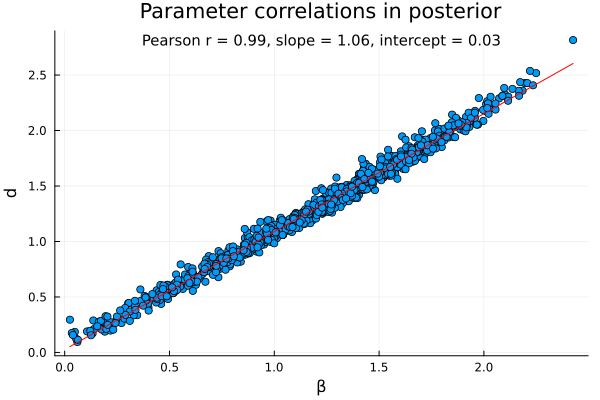 Parameter correlations in posterior
Pearson r = 0.99, slope = 1.06, intercept = 0.03
2.5
2.0
1.5
1.0
0.5
0.0
d
0.0 0.5 1.0 1.5 2.0
β